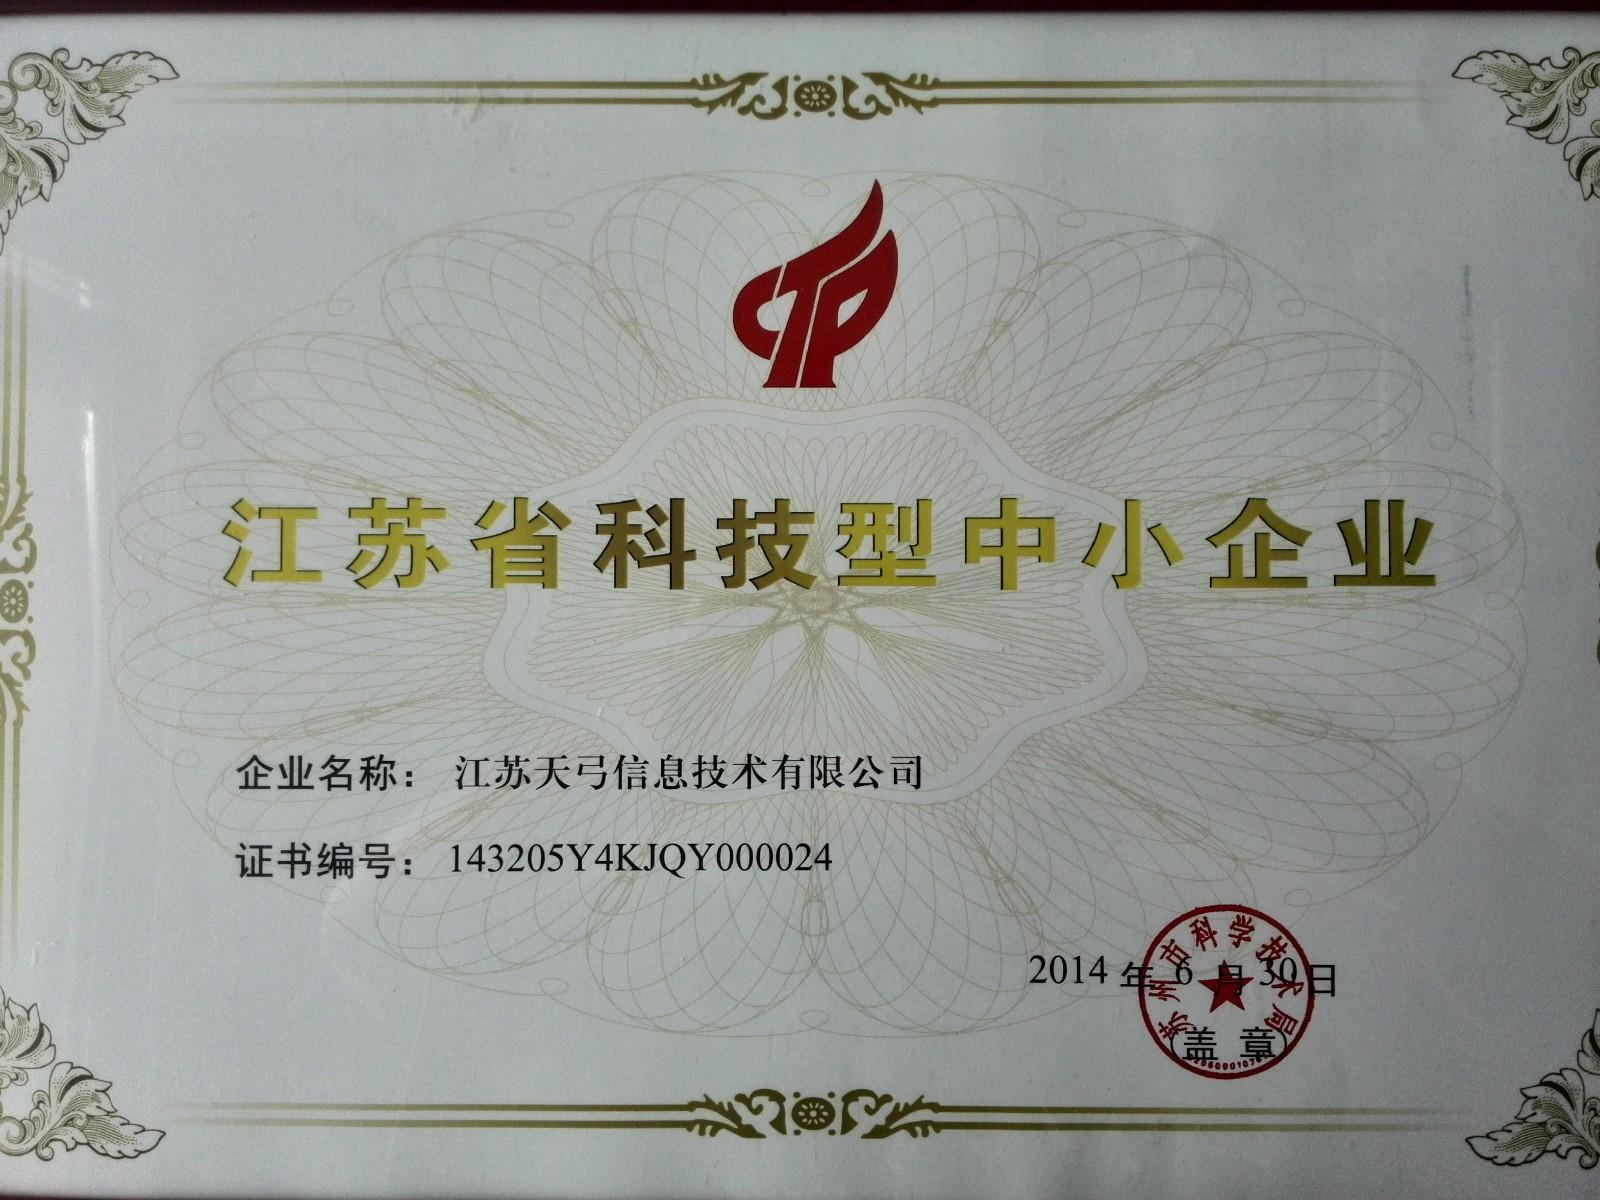 江苏省科技型中小企业
企业名称： 江苏天弓信息技术有限公司
证书编号： 143205Y4KJQY000024
2014 年 6 月 30 日
苏州市科学技术局
(盖 章)